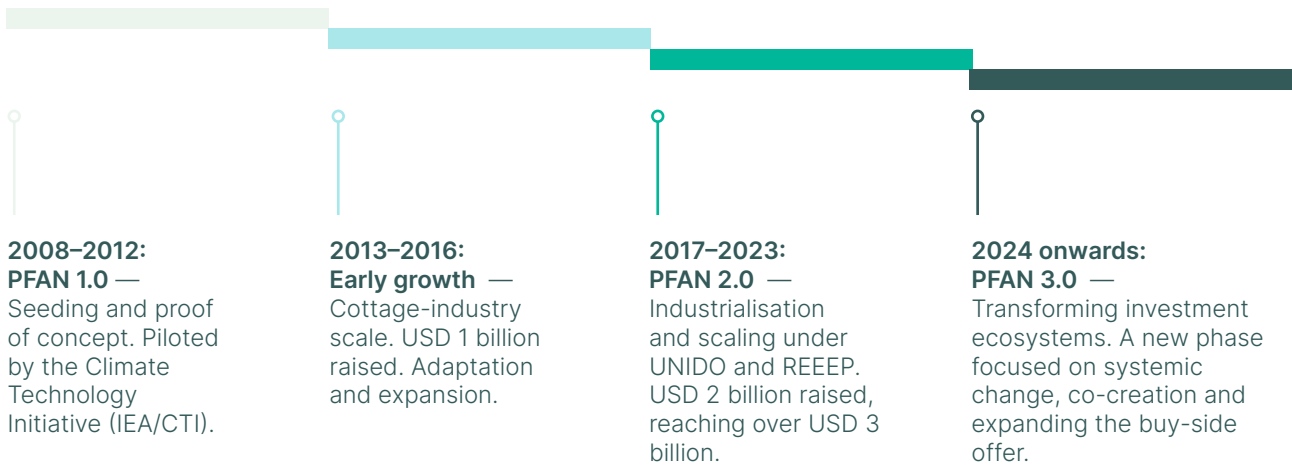 2008–2012:
PFAN 1.0 —
Seeding and proof
of concept. Piloted
by the Climate
Technology
Initiative (IEA/CTI).
2013–2016:
Early growth —
Cottage-industry
scale. USD 1 billion
raised. Adaptation
and expansion.
2017–2023:
PFAN 2.0 —
Industrialisation
and scaling under
UNIDO and REEEP.
USD 2 billion raised,
reaching over USD 3
billion.
2024 onwards:
PFAN 3.0 —
Transforming investment
ecosystems. A new phase
focused on systemic
change, co-creation and
expanding the buy-side
offer.